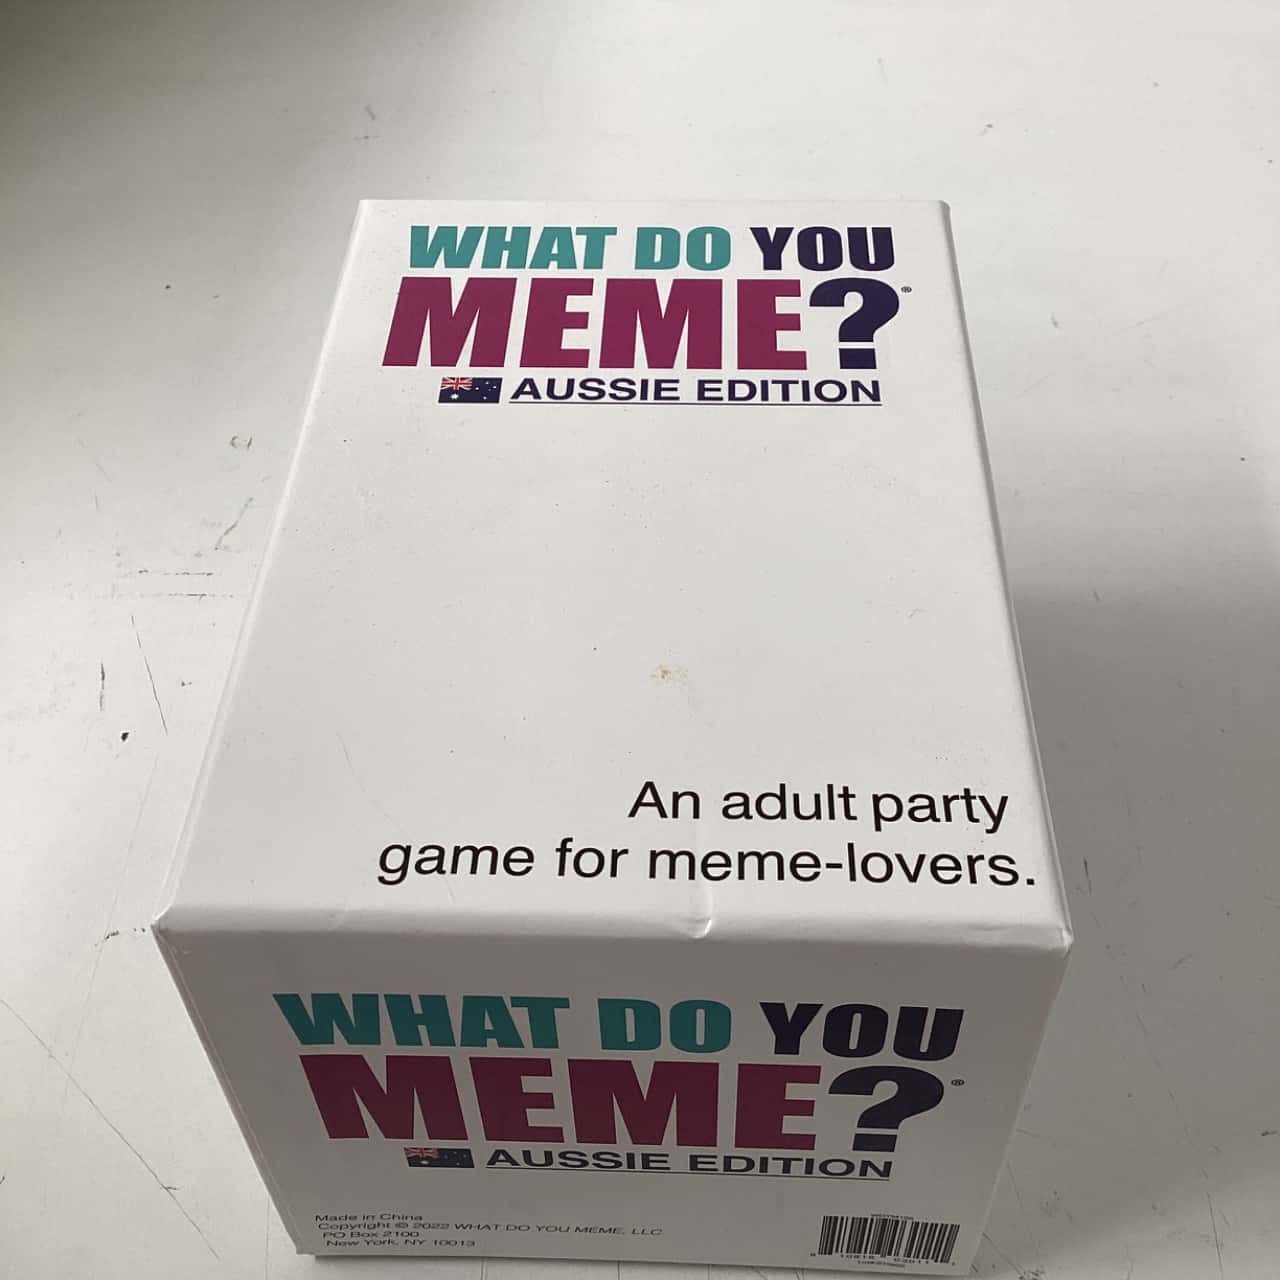 WHAT DO YOU
MEME?®
AUSSIE EDITION
An adult party
game for meme-lovers.
WHAT DO YOU
MEME?®
AUSSIE EDITION
Made in China
Copyright © 2022 WHAT DO YOU MEME, LLC
PO Box 2100
New York, NY 10013